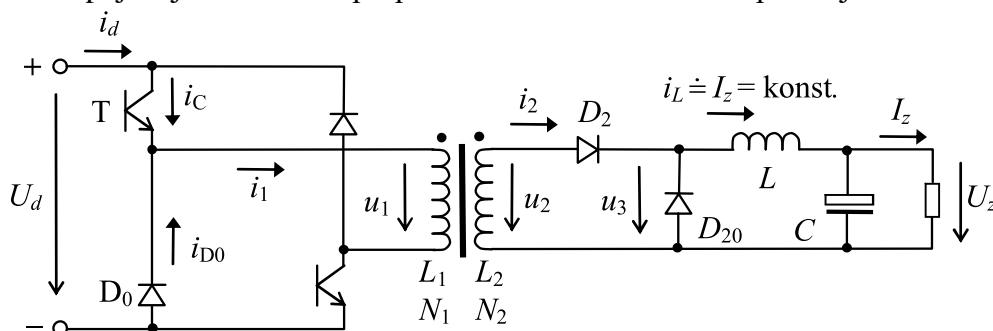 i_d
+
T
i_C
i_2
D_2
i_L ≐ I_z = konst.
I_z
U_d
i_1
u_1
u_2
u_3
L
D_20
C
U_z
i_D0
D_0
L_1
L_2
N_1
N_2
−